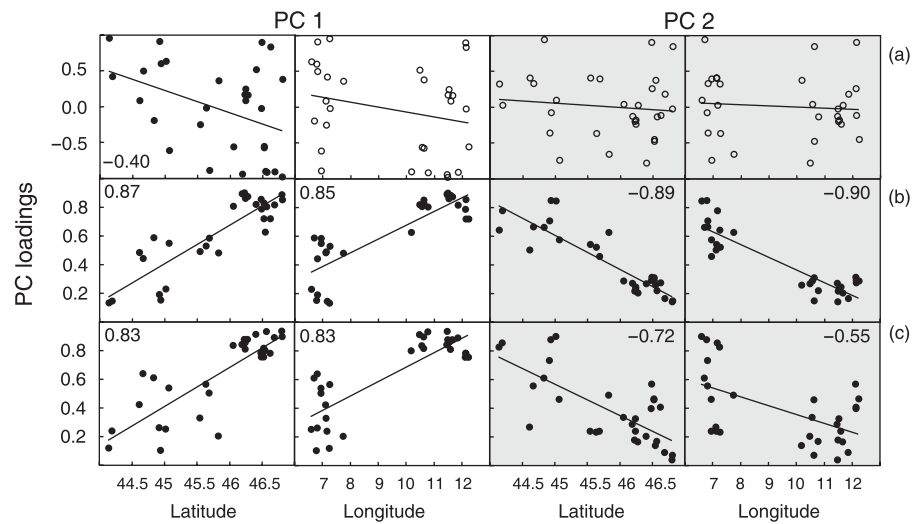 PC 1 PC 2
(a)
0.5
0.0
−0.5
−0.40
0.87 0.85 −0.89 −0.90 (b)
0.8
0.6
0.4
0.2
0.83 0.83 −0.72 −0.55 (c)
0.8
0.6
0.4
0.2
PC loadings
44.5 45 45.5 46 46.5 7 8 9 10 11 12 44.5 45 45.5 46 46.5 7 8 9 10 11 12
Latitude Longitude Latitude Longitude